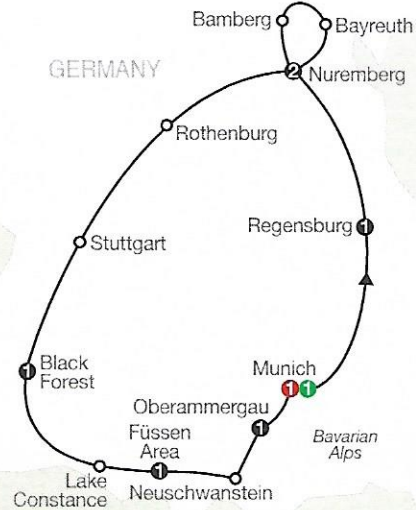 Bamberg
Bayreuth
GERMANY
2
Nuremberg
Rothenburg
Regensburg
1
Stuttgart
1
Black
Forest
Munich
1
1
Oberammergau
1
Füssen
Area
1
Bavarian
Alps
Lake
Constance
Neuschwanstein